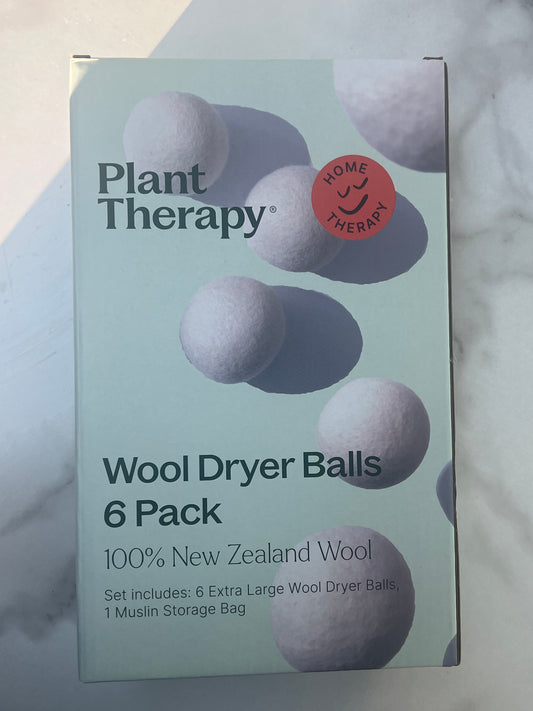 Plant
Therapy®
HOME
THERAPY
Wool Dryer Balls
6 Pack
100% New Zealand Wool
Set includes: 6 Extra Large Wool Dryer Balls,
1 Muslin Storage Bag